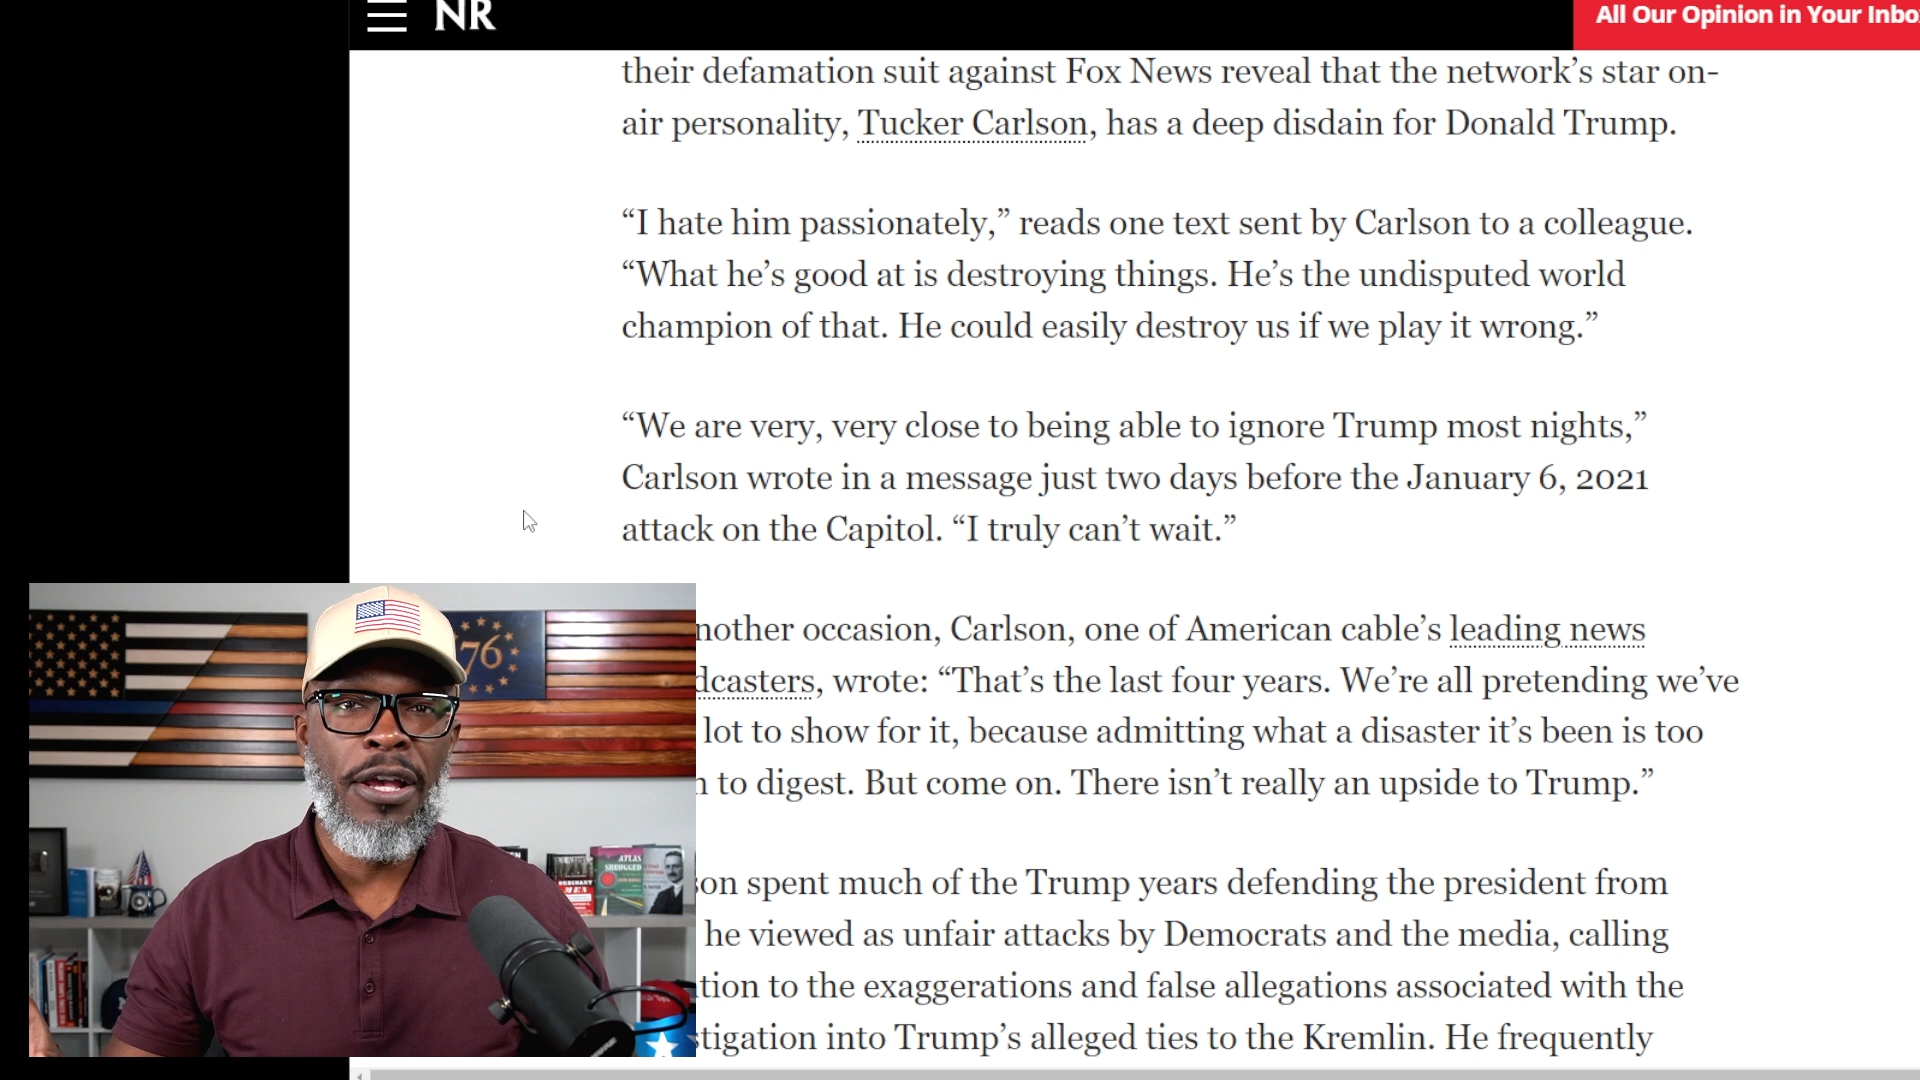 NR
All Our Opinion in Your Inbo
their defamation suit against Fox News reveal that the network’s star on-
air personality, Tucker Carlson, has a deep disdain for Donald Trump.
“I hate him passionately,” reads one text sent by Carlson to a colleague.
“What he’s good at is destroying things. He’s the undisputed world
champion of that. He could easily destroy us if we play it wrong.”
“We are very, very close to being able to ignore Trump most nights,”
Carlson wrote in a message just two days before the January 6, 2021
attack on the Capitol. “I truly can’t wait.”
nother occasion, Carlson, one of American cable’s leading news
dcasters, wrote: “That’s the last four years. We’re all pretending we’ve
lot to show for it, because admitting what a disaster it’s been is too
to digest. But come on. There isn’t really an upside to Trump.”
son spent much of the Trump years defending the president from
he viewed as unfair attacks by Democrats and the media, calling
tion to the exaggerations and false allegations associated with the
stigation into Trump’s alleged ties to the Kremlin. He frequently
76
ATLAS
SHRUGGED
ORDINARY
MEN